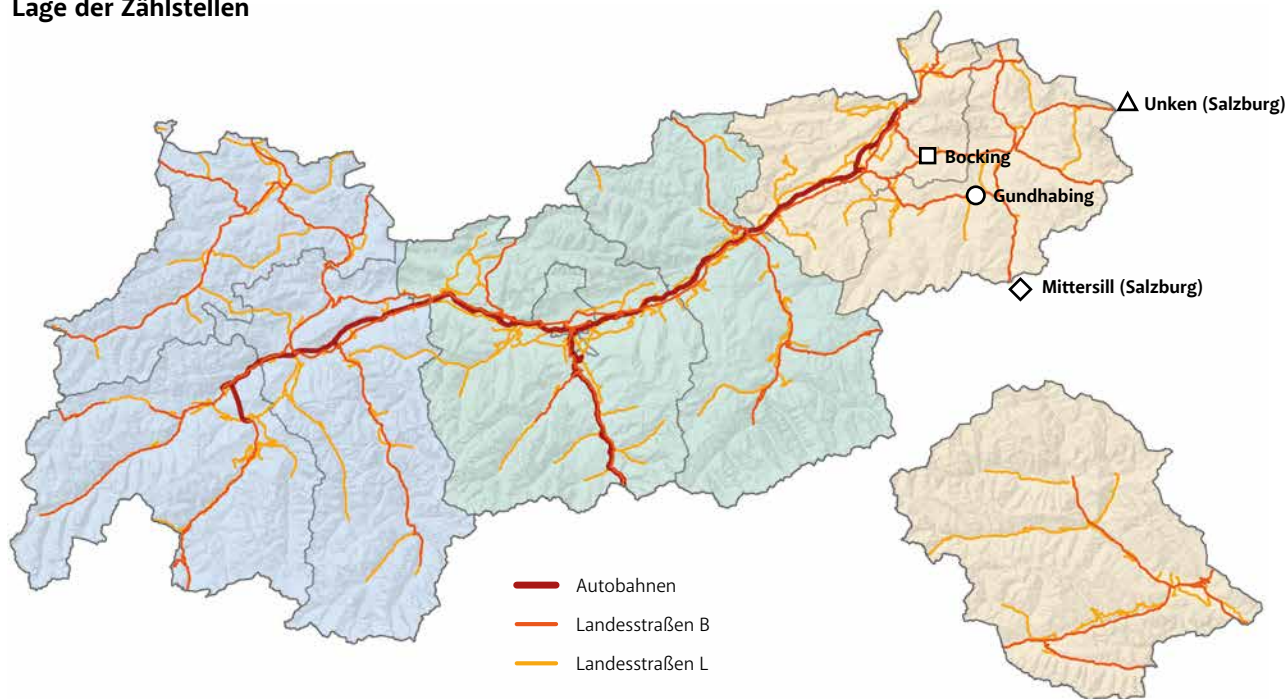 Lage der Zählstellen
Unken (Salzburg)
Bocking
Gundhabing
Mittersill (Salzburg)
Autobahnen
Landesstraßen B
Landesstraßen L